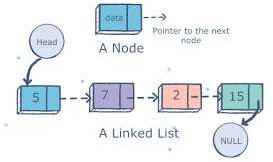 data
Pointer to the next
node
Head
A Node
5
7
2
15
A Linked List
NULL